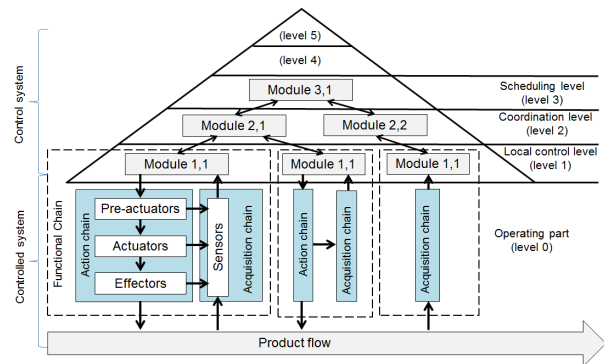 (level 5)
(level 4)
Control system
Module 3,1
Scheduling level
(level 3)
Module 2,1
Module 2,2
Coordination level
(level 2)
Module 1,1
Module 1,1
Module 1,1
Local control level
(level 1)
Controlled system
Functional Chain
Action chain
Pre-actuators
Actuators
Effectors
Sensors
Acquisition chain
Action chain
Acquisition chain
Acquisition chain
Operating part
(level 0)
Product flow